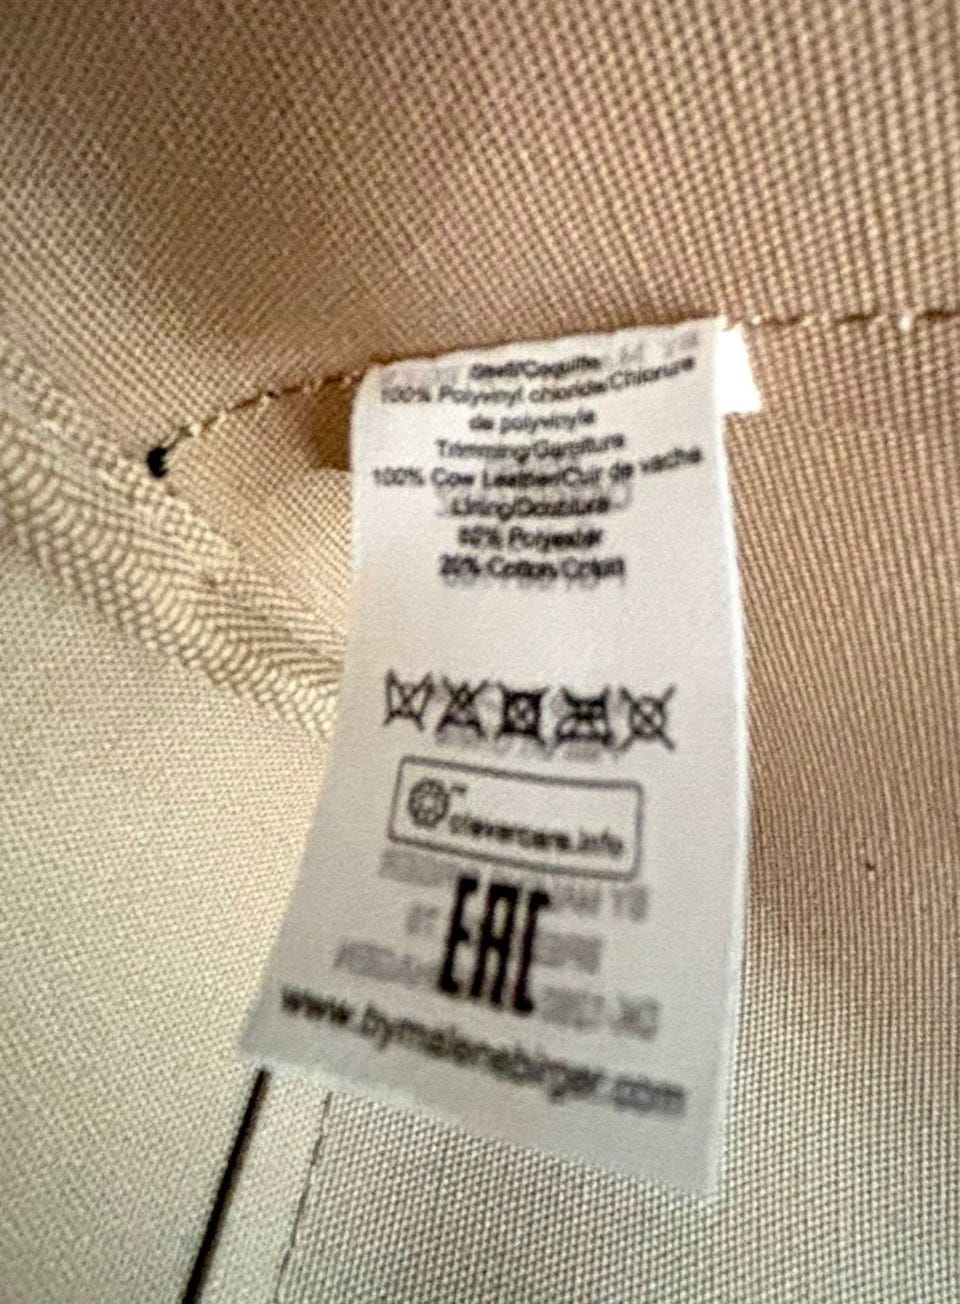 Shell/Coquille
100% Polyvinyl chloride/Chlorure
de polyvinyle
Trimming/Garniture
100% Cow Leather/Cuir de vache
Lining/Doublure
80% Polyester
20% Cotton/Coton
clevercare.info
EAC
www.bymalenebirger.com